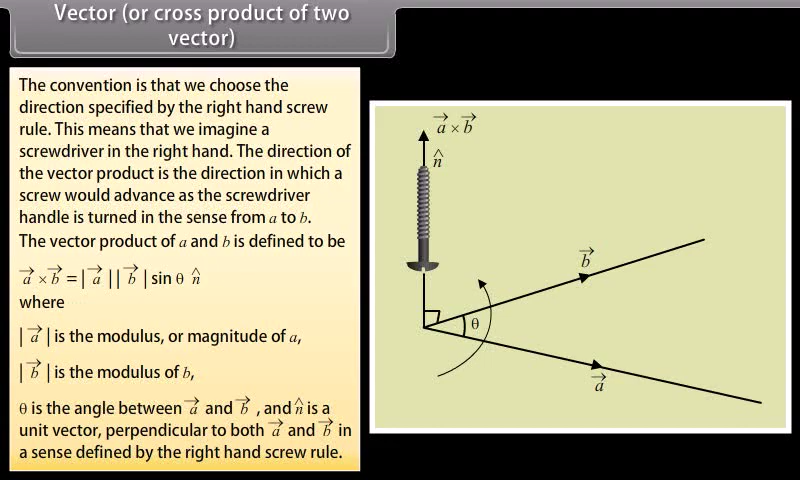 Vector (or cross product of two
vector)
The convention is that we choose the
direction specified by the right hand screw
rule. This means that we imagine a
screwdriver in the right hand. The direction of
the vector product is the direction in which a
screw would advance as the screwdriver
handle is turned in the sense from a to b.
The vector product of a and b is defined to be
a⃗ × b⃗ = | a⃗ | | b⃗ | sin θ n̂
where
| a⃗ | is the modulus, or magnitude of a,
| b⃗ | is the modulus of b,
θ is the angle between a⃗ and b⃗ , and n̂ is a
unit vector, perpendicular to both a⃗ and b⃗ in
a sense defined by the right hand screw rule.
a⃗ × b⃗
n̂
b⃗
θ
a⃗